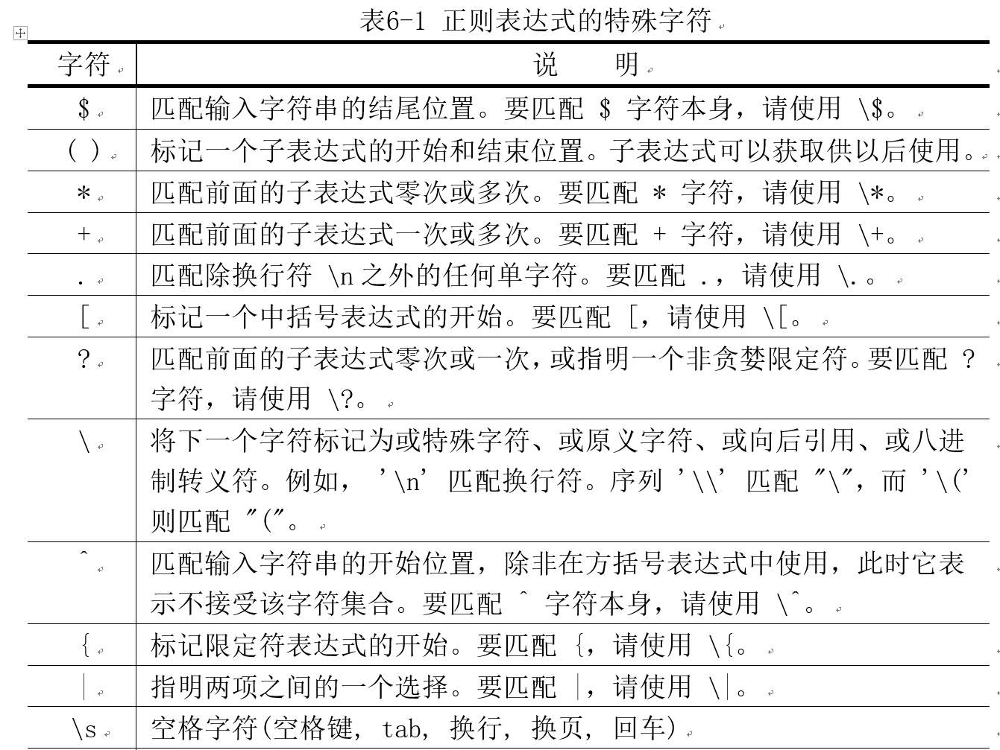 表6-1 正则表达式的特殊字符
字符 说 明
$ 匹配输入字符串的结尾位置。要匹配 $ 字符本身，请使用 \$。
( ) 标记一个子表达式的开始和结束位置。子表达式可以获取供以后使用。
* 匹配前面的子表达式零次或多次。要匹配 * 字符，请使用 \*。
+ 匹配前面的子表达式一次或多次。要匹配 + 字符，请使用 \+。
. 匹配除换行符 \n之外的任何单字符。要匹配 .，请使用 \.。
[ 标记一个中括号表达式的开始。要匹配 [，请使用 \[。
? 匹配前面的子表达式零次或一次，或指明一个非贪婪限定符。要匹配 ?
字符，请使用 \?。
\ 将下一个字符标记为或特殊字符、或原义字符、或向后引用、或八进
制转义符。例如， '\n' 匹配换行符。序列 '\\' 匹配 "\"，而 '\('
则匹配 "("。
^ 匹配输入字符串的开始位置，除非在方括号表达式中使用，此时它表
示不接受该字符集合。要匹配 ^ 字符本身，请使用 \^。
{ 标记限定符表达式的开始。要匹配 {，请使用 \{。
| 指明两项之间的一个选择。要匹配 |，请使用 \|。
\s 空格字符(空格键, tab, 换行, 换页, 回车)